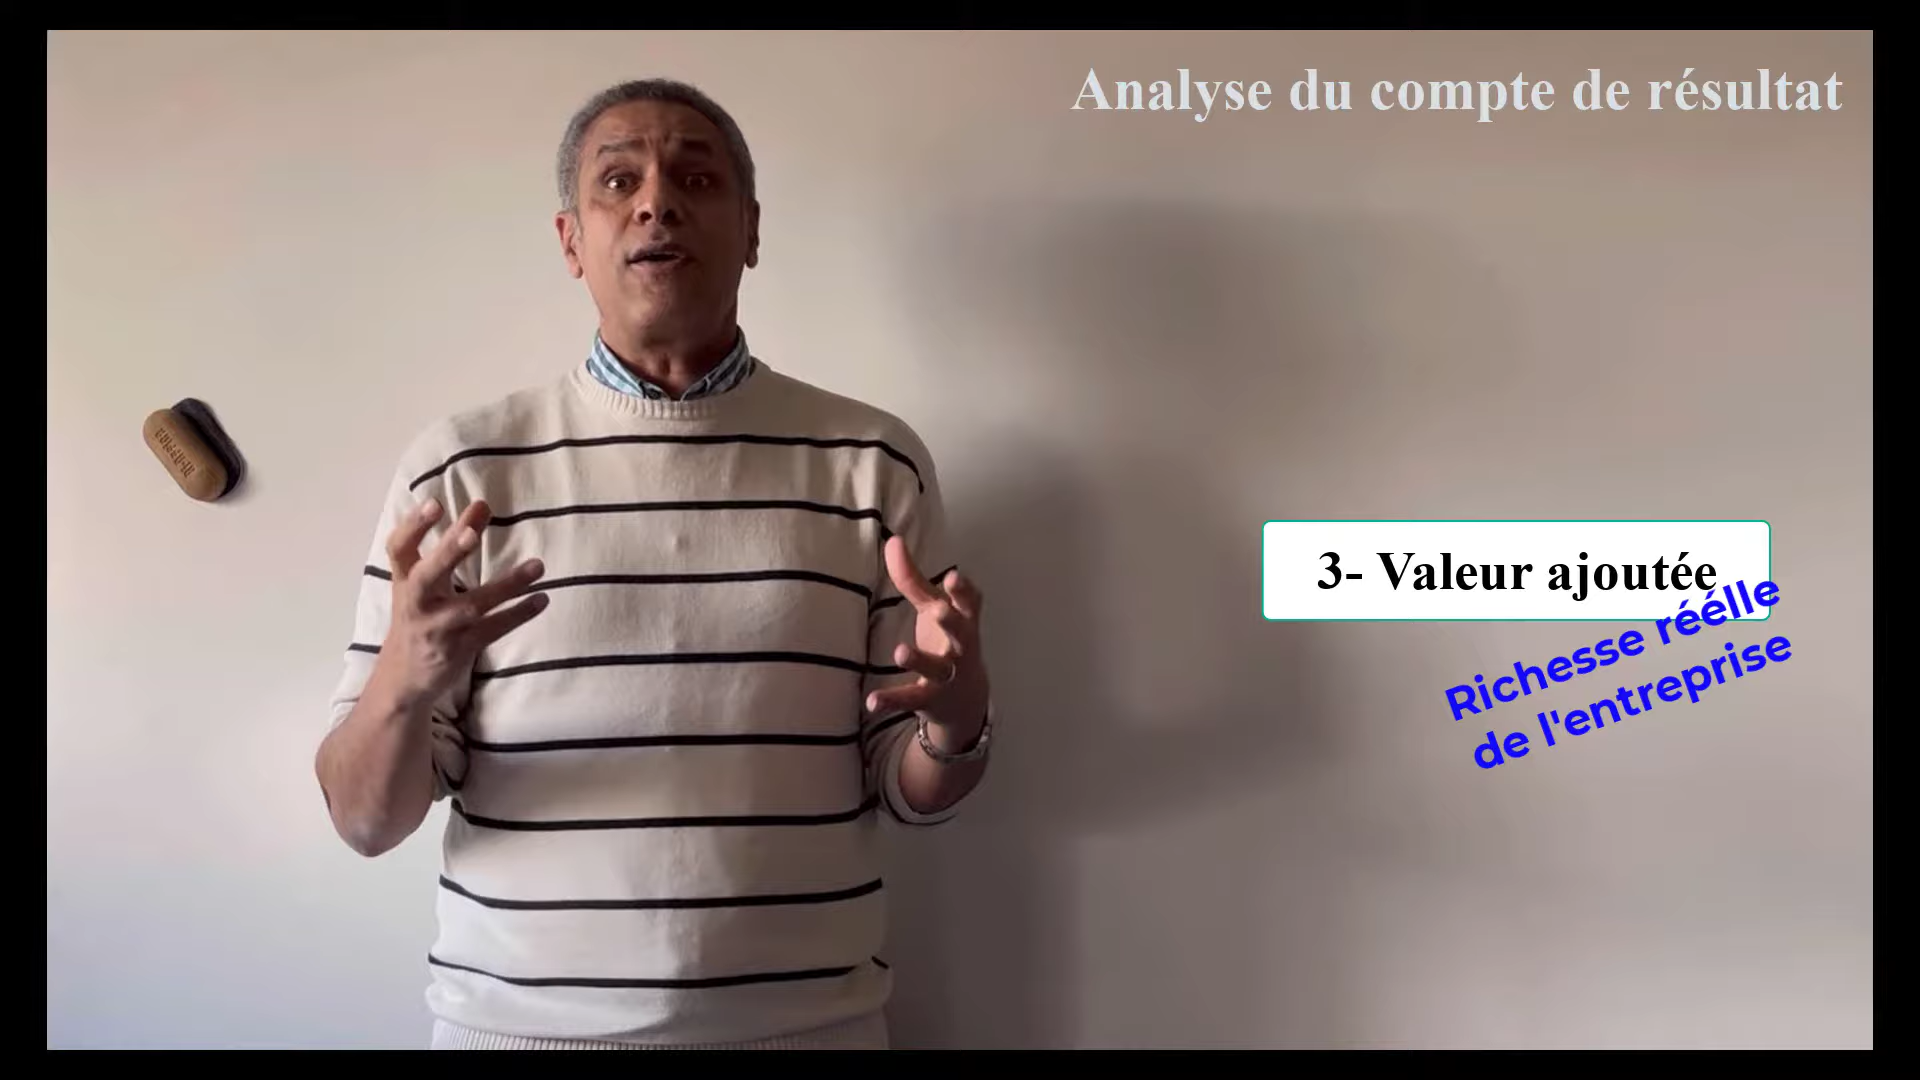 Analyse du compte de résultat
3- Valeur ajoutée
Richesse réélle
de l'entreprise